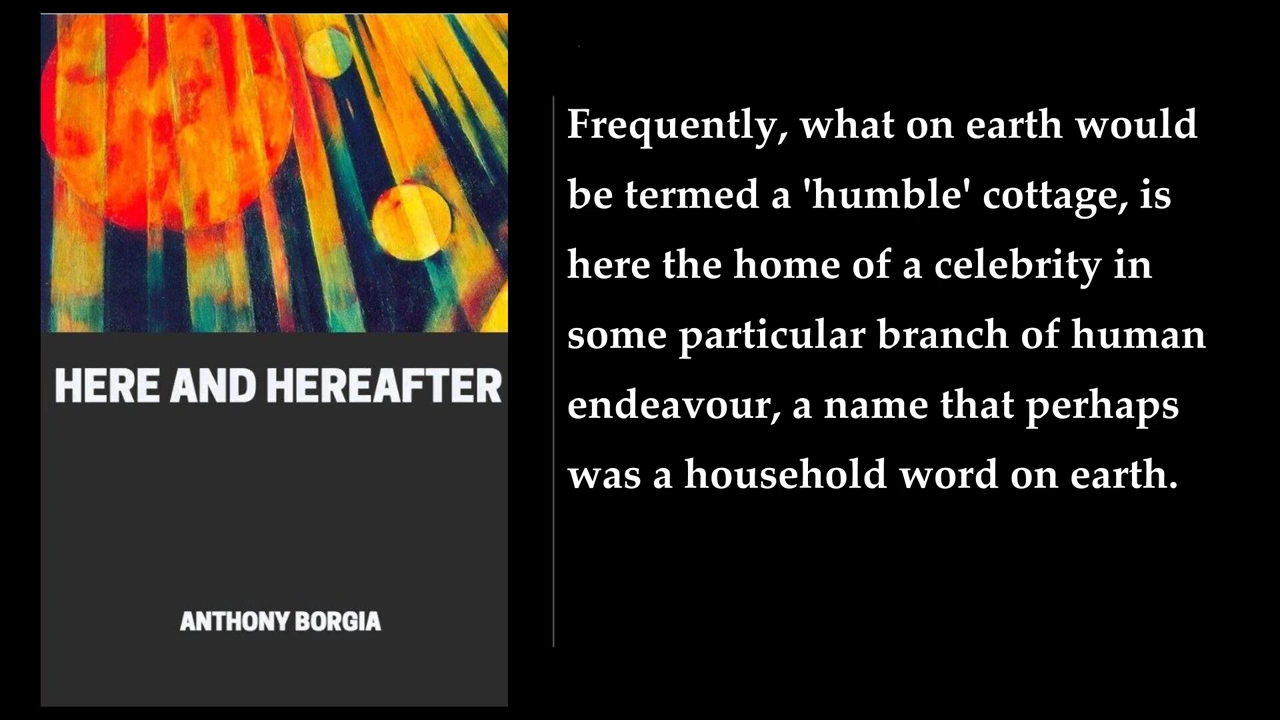 HERE AND HEREAFTER
ANTHONY BORGIA
Frequently, what on earth would
be termed a 'humble' cottage, is
here the home of a celebrity in
some particular branch of human
endeavour, a name that perhaps
was a household word on earth.